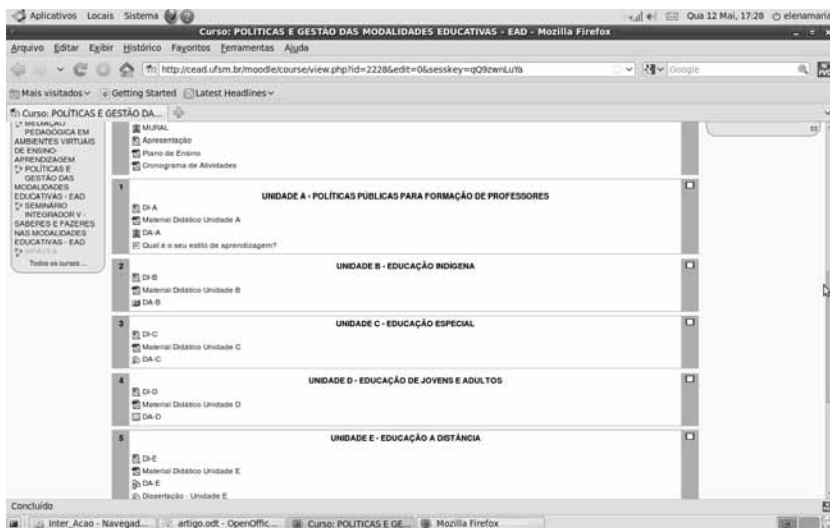 Aplicativos Locais Sistema Qua 12 Mai, 17:28 elenamaria
Curso: POLÍTICAS E GESTÃO DAS MODALIDADES EDUCATIVAS - EAD - Mozilla Firefox
Arquivo Editar Exibir Histórico Favoritos Ferramentas Ajuda
http://cead.ufsm.br/moodle/course/view.php?id=2228&edit=0&sesskey=qQ9zwnLuYa Google
Mais visitados Getting Started Latest Headlines
Curso: POLÍTICAS E GESTÃO DA...
MEDIAÇÃO
PEDAGÓGICA EM
AMBIENTES VIRTUAIS
DE ENSINO-
APRENDIZAGEM
POLÍTICAS E
GESTÃO DAS
MODALIDADES
EDUCATIVAS - EAD
SEMINÁRIO
INTEGRADOR V -
SABERES E FAZERES
NAS MODALIDADES
EDUCATIVAS - EAD
Todos os cursos ...
MURAL
Apresentação
Plano de Ensino
Cronograma de Atividades
1
UNIDADE A - POLÍTICAS PÚBLICAS PARA FORMAÇÃO DE PROFESSORES
DI-A
Material Didático Unidade A
DA-A
Qual é o seu estilo de aprendizagem?
2
UNIDADE B - EDUCAÇÃO INDÍGENA
DI-B
Material Didático Unidade B
DA-B
3
UNIDADE C - EDUCAÇÃO ESPECIAL
DI-C
Material Didático Unidade C
DA-C
4
UNIDADE D - EDUCAÇÃO DE JOVENS E ADULTOS
DI-D
Material Didático Unidade D
DA-D
5
UNIDADE E - EDUCAÇÃO A DISTÂNCIA
DI-E
Material Didático Unidade E
DA-E
Dissertação - Unidade E
Concluído
Inter_Acao - Navegad... artigo.odt - OpenOffic... Curso: POLÍTICAS E GE... Mozilla Firefox